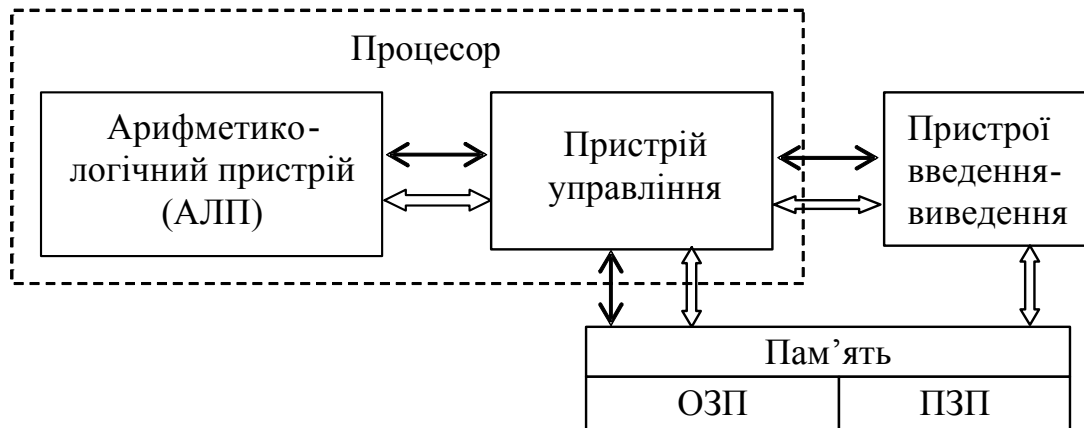 Процесор
Арифметико-
логічний пристрій
(АЛП)
Пристрій
управління
Пристрої
введення-
виведення
Пам’ять
ОЗП
ПЗП